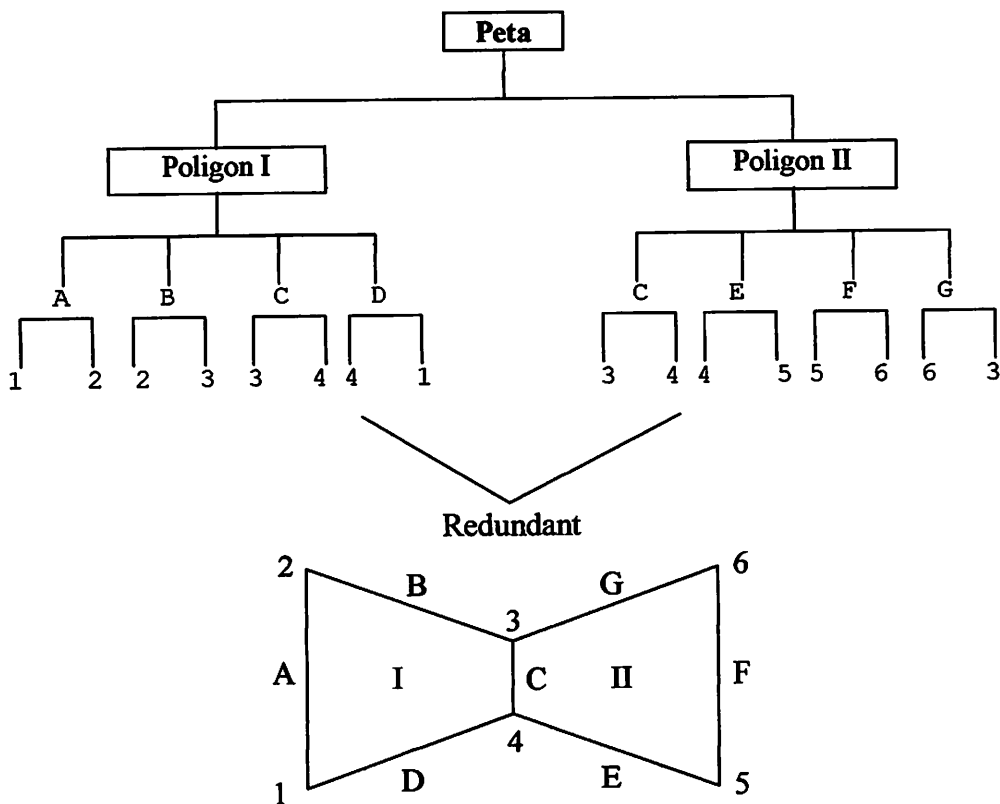 Peta
Poligon I Poligon II
A B C D C E F G
1 2 2 3 3 4 4 1 3 4 4 5 5 6 6 3
Redundant
2 B G 6
3
A I C II F
4
1 D E 5